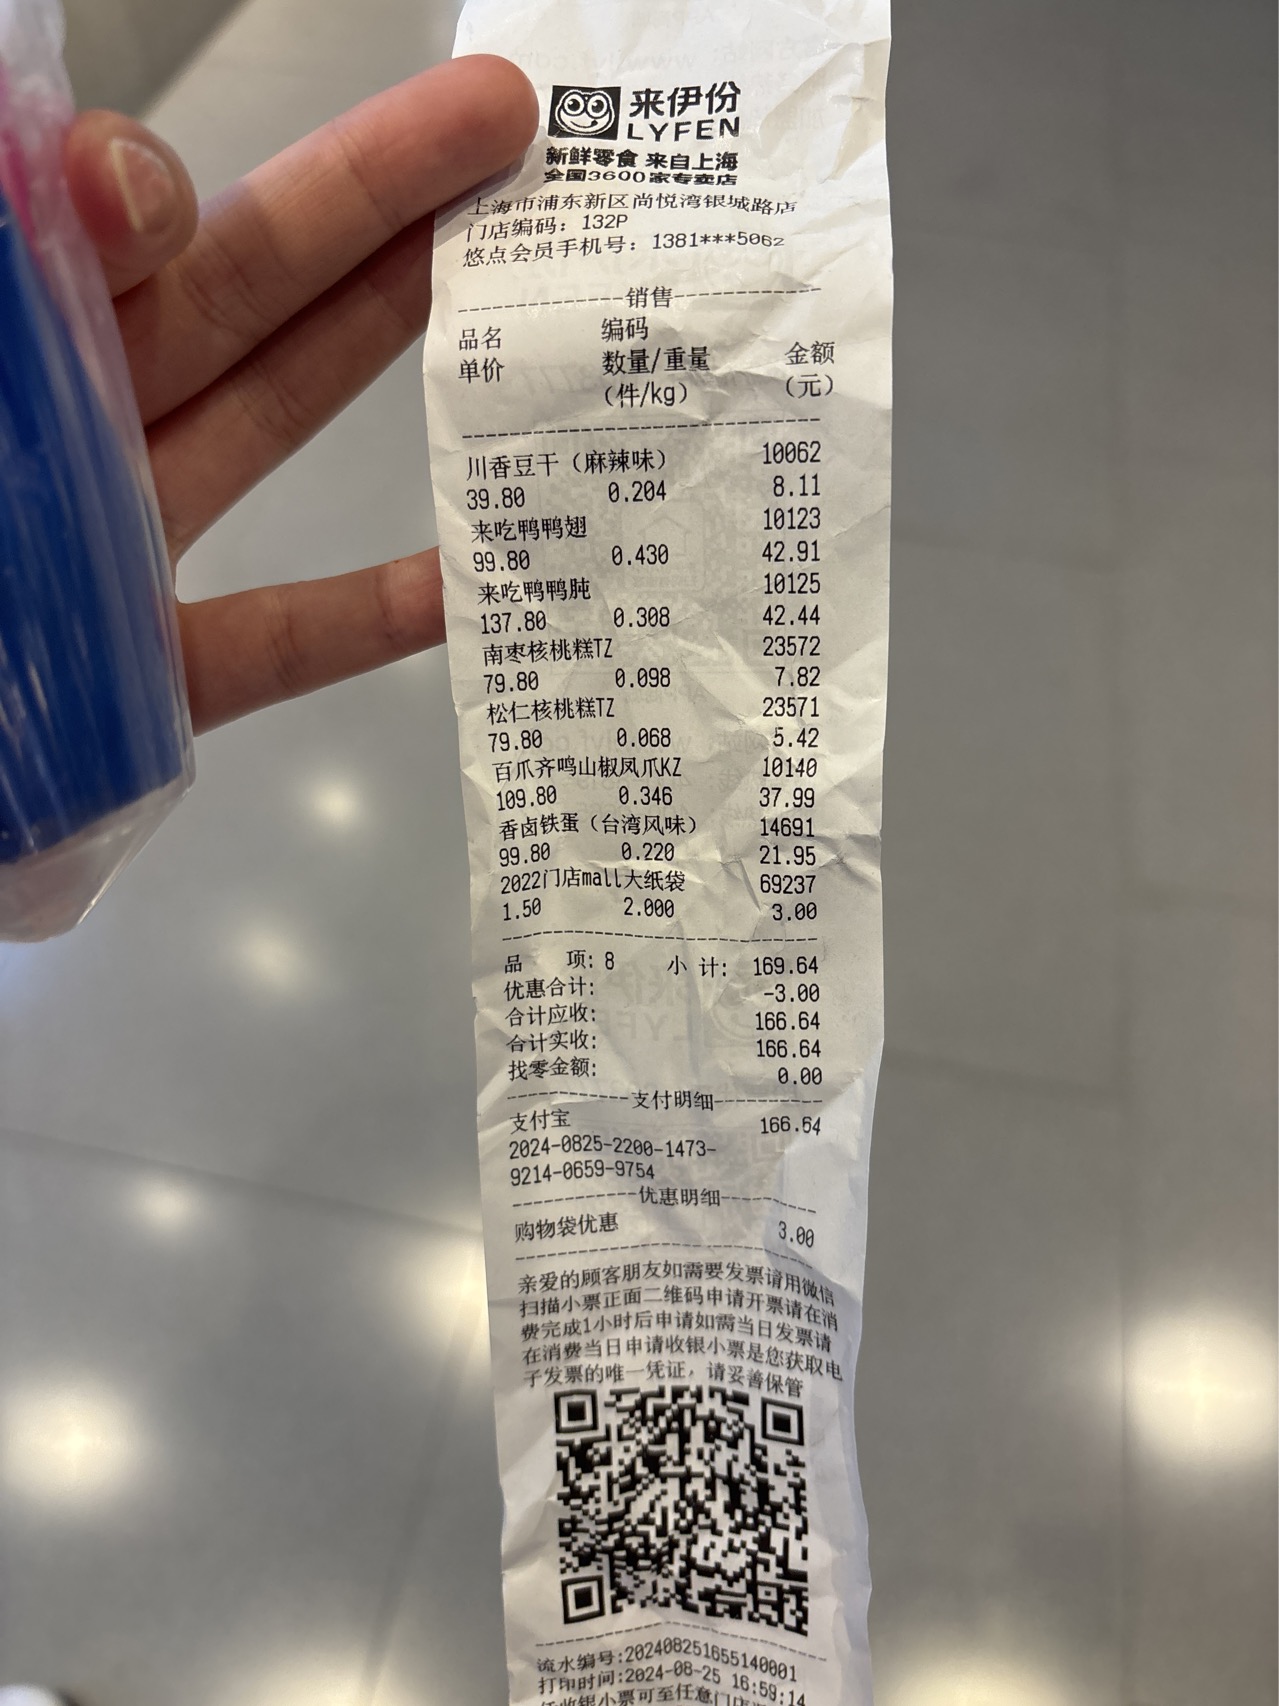 来伊份
LYFEN
新鲜零食 来自上海
全国3600家专卖店
上海市浦东新区尚悦湾银城路店
门店编码：132P
悠点会员手机号：1381***5062
销售
品名 编码
单价 数量/重量 金额
（件/kg） （元）
川香豆干（麻辣味） 10062
39.80 0.204 8.11
来吃鸭鸭翅 10123
99.80 0.430 42.91
来吃鸭鸭肫 10125
137.80 0.308 42.44
南枣核桃糕TZ 23572
79.80 0.098 7.82
松仁核桃糕TZ 23571
79.80 0.068 5.42
百爪齐鸣山椒凤爪KZ 10140
109.80 0.346 37.99
香卤铁蛋（台湾风味） 14691
99.80 0.220 21.95
2022门店mall大纸袋 69237
1.50 2.000 3.00
品 项：8 小 计：169.64
优惠合计： -3.00
合计应收： 166.64
合计实收： 166.64
找零金额： 0.00
支付明细
支付宝 166.64
2024-0825-2200-1473-
9214-0659-9754
优惠明细
购物袋优惠 3.00
亲爱的顾客朋友如需要发票请用微信
扫描小票正面二维码申请开票请在消
费完成1小时后申请如需当日发票请
在消费当日申请收银小票是您获取电
子发票的唯一凭证，请妥善保管
流水编号：202408251655140001
打印时间：2024-08-25 16:59:14
收银小票可至任意门店